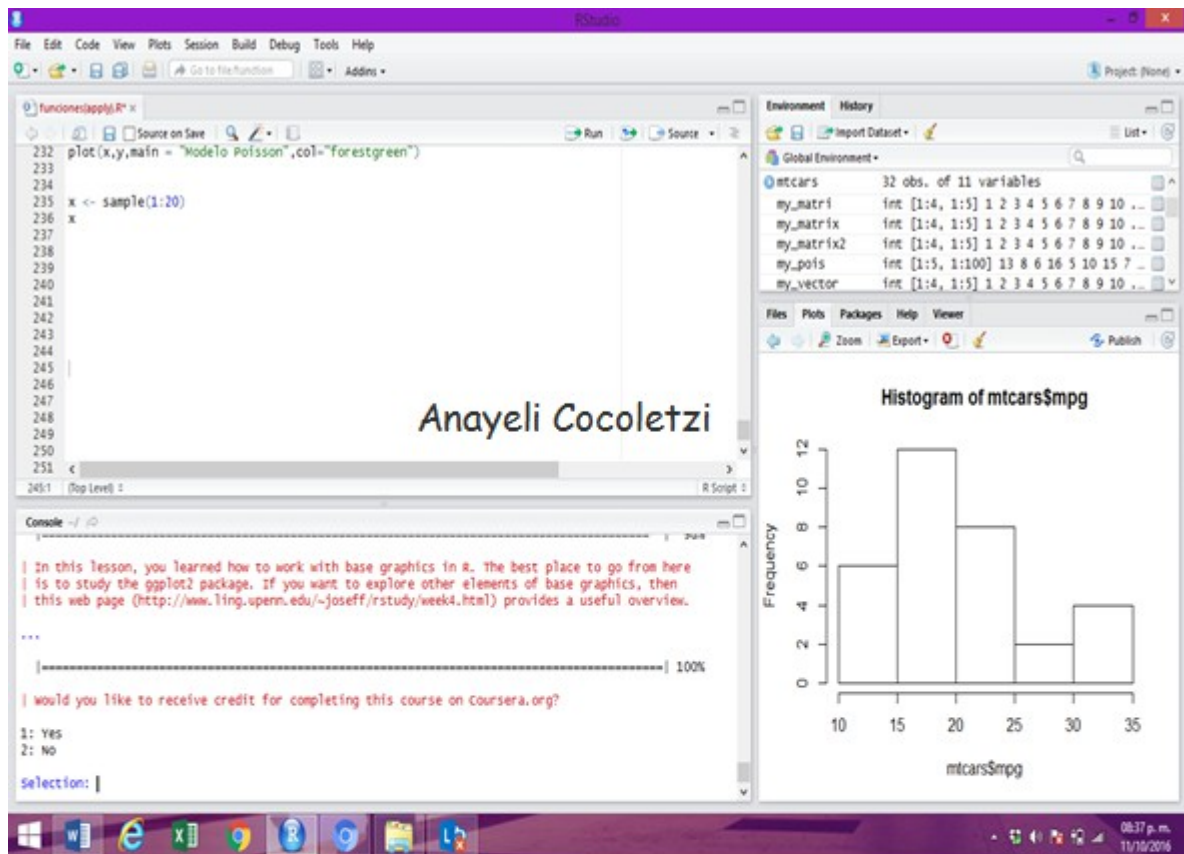 RStudio
File Edit Code View Plots Session Build Debug Tools Help
Go to file/function Addins Project: (None)
funciones(apply).R* x
Source on Save Run Source
232 plot(x,y,main = "Modelo Poisson",col="forestgreen")
233
234
235 x <- sample(1:20)
236 x
237
238
239
240
241
242
243
244
245
246
247
248
249
250
251
Anayeli Cocoletzi
245:1 (Top Level) R Script
Console ~/
| In this lesson, you learned how to work with base graphics in R. The best place to go from here
| is to study the ggplot2 package. If you want to explore other elements of base graphics, then
| this web page (http://www.ling.upenn.edu/~joseff/rstudy/week4.html) provides a useful overview.
...
|======================================================================| 100%
| Would you like to receive credit for completing this course on Coursera.org?
1: Yes
2: No
Selection:
Environment History
Import Dataset List
Global Environment
mtcars 32 obs. of 11 variables
my_matri int [1:4, 1:5] 1 2 3 4 5 6 7 8 9 10 ...
my_matrix int [1:4, 1:5] 1 2 3 4 5 6 7 8 9 10 ...
my_matrix2 int [1:4, 1:5] 1 2 3 4 5 6 7 8 9 10 ...
my_pois int [1:5, 1:100] 13 8 6 16 5 10 15 7 ...
my_vector int [1:4, 1:5] 1 2 3 4 5 6 7 8 9 10 ...
Files Plots Packages Help Viewer
Zoom Export Publish
Histogram of mtcars$mpg
Frequency
12
10
8
6
4
2
0
10 15 20 25 30 35
mtcars$mpg
08:37 p. m.
11/10/2016